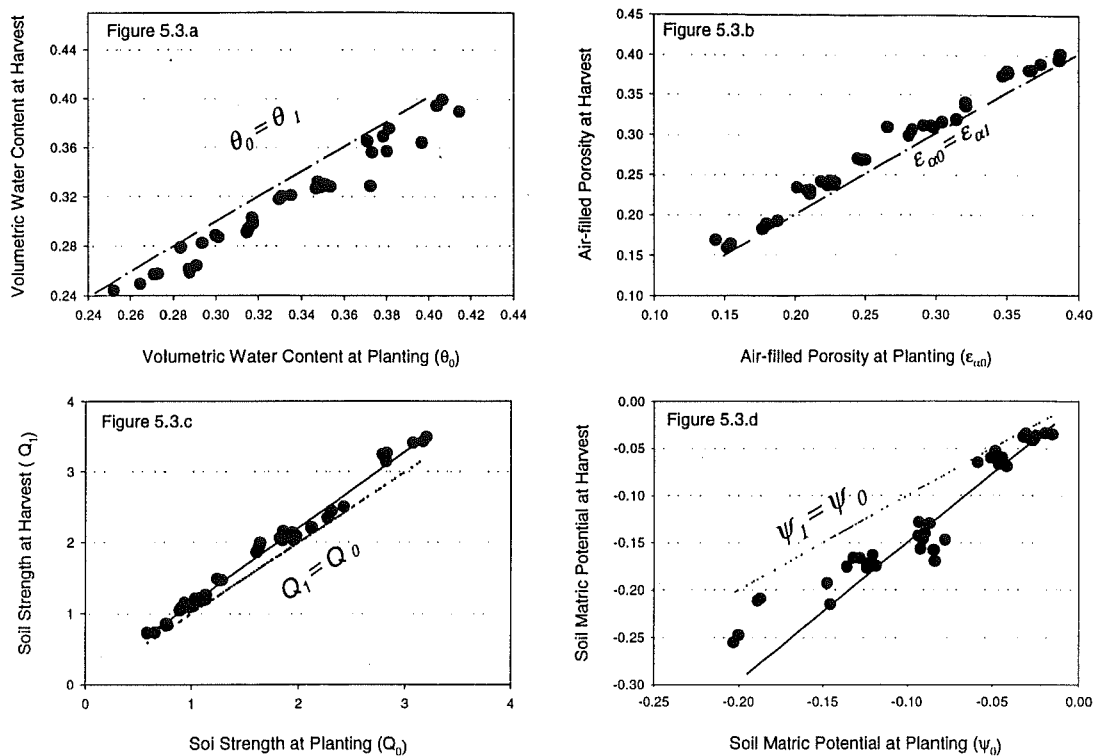 Figure 5.3.a
Volumetric Water Content at Harvest
0.44
0.40
0.36
0.32
0.28
0.24
θ₀ = θ₁
0.24 0.26 0.28 0.30 0.32 0.34 0.36 0.38 0.40 0.42 0.44
Volumetric Water Content at Planting (θ₀)
Figure 5.3.b
Air-filled Porosity at Harvest
0.45
0.40
0.35
0.30
0.25
0.20
0.15
0.10
εα0 = εα1
0.10 0.20 0.30 0.40
Air-filled Porosity at Planting (εα0)
Figure 5.3.c
Soil Strength at Harvest ( Q₁)
4
3
2
1
0
Q₁ = Q₀
0 1 2 3 4
Soi Strength at Planting (Q₀)
Figure 5.3.d
Soil Matric Potential at Harvest
0.00
-0.05
-0.10
-0.15
-0.20
-0.25
-0.30
ψ₁ = ψ₀
-0.25 -0.20 -0.15 -0.10 -0.05 0.00
Soil Matric Potential at Planting (ψ₀)